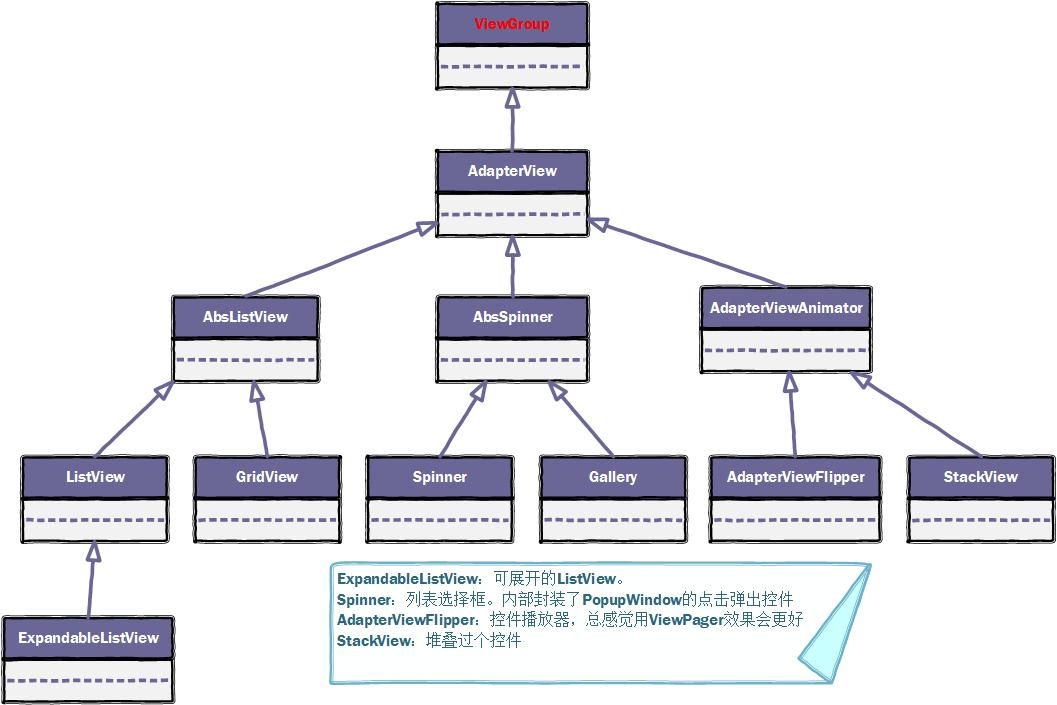 ViewGroup
AdapterView
AbsListView
AbsSpinner
AdapterViewAnimator
ListView
GridView
Spinner
Gallery
AdapterViewFlipper
StackView
ExpandableListView
ExpandableListView：可展开的ListView。
Spinner：列表选择框。内部封装了PopupWindow的点击弹出控件
AdapterViewFlipper：控件播放器，总感觉用ViewPager效果会更好
StackView：堆叠过个控件